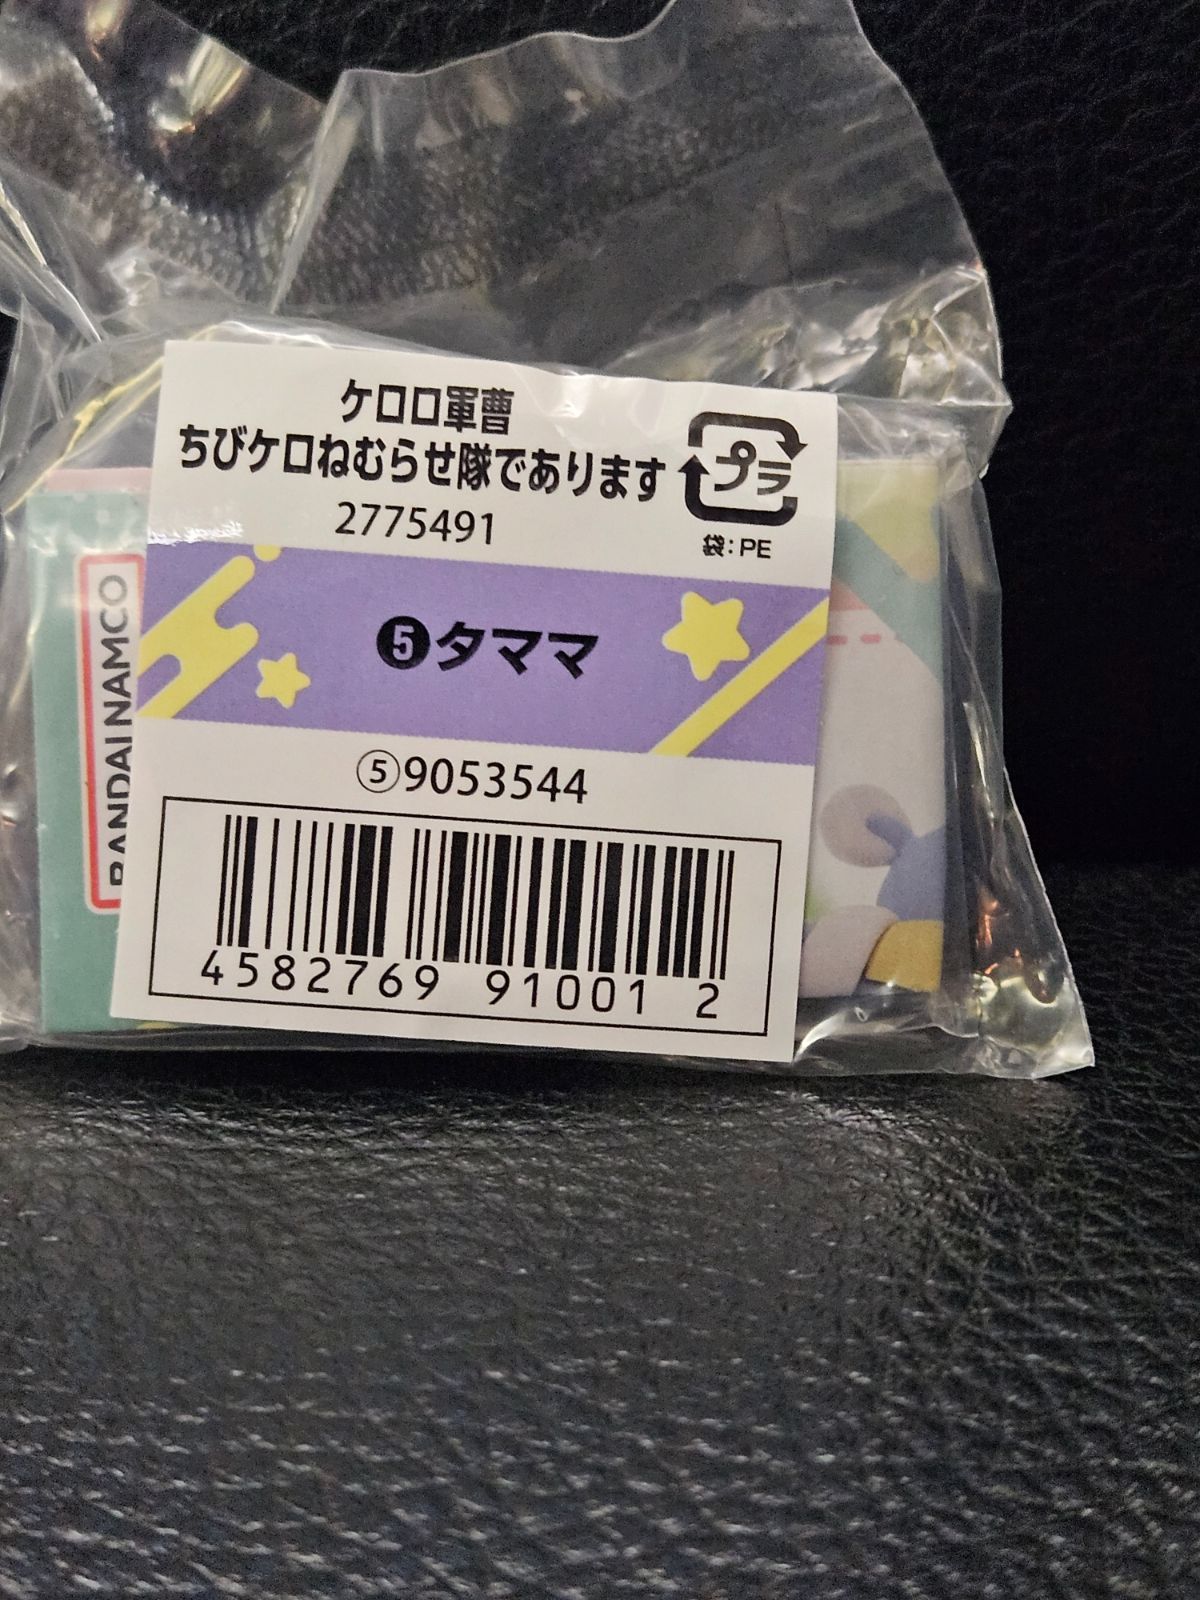 ケロロ軍曹
ちびケロねむらせ隊であります
2775491
プラ
袋:PE
BANDAI NAMCO
❺タママ
⑤9053544
4582769 91001 2